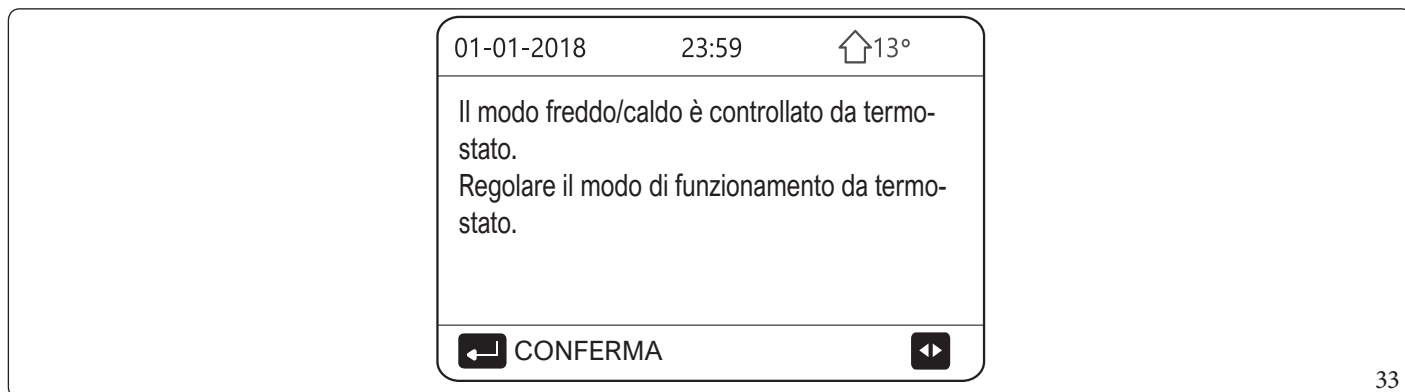 01-01-2018 23:59 13°
Il modo freddo/caldo è controllato da termo-
stato.
Regolare il modo di funzionamento da termo-
stato.
CONFERMA
33